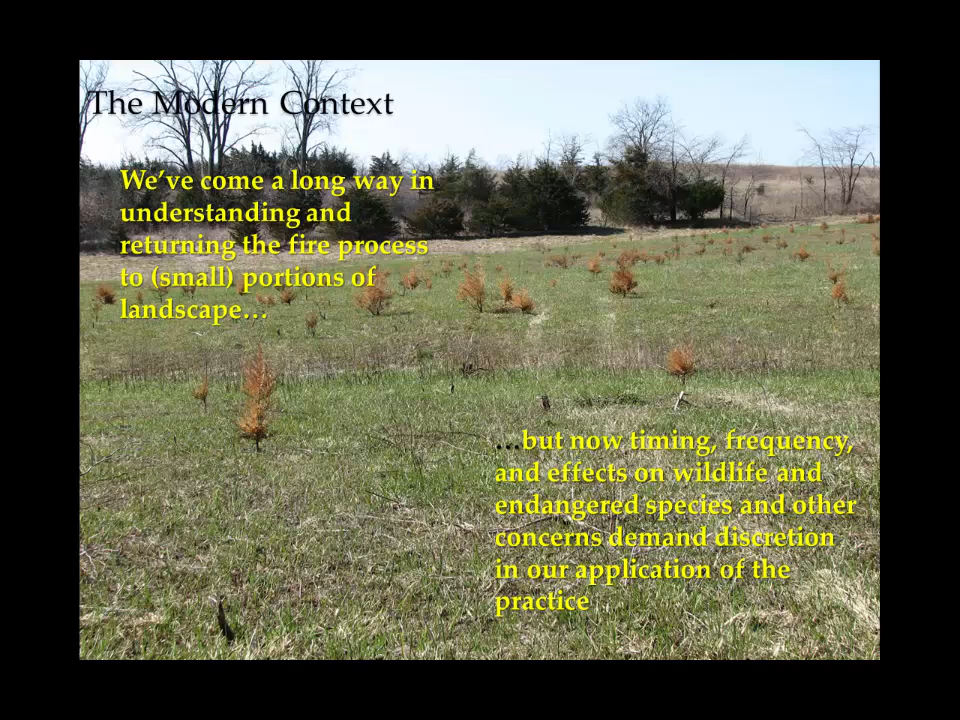 The Modern Context
We’ve come a long way in
understanding and
returning the fire process
to (small) portions of
landscape…
…but now timing, frequency,
and effects on wildlife and
endangered species and other
concerns demand discretion
in our application of the
practice